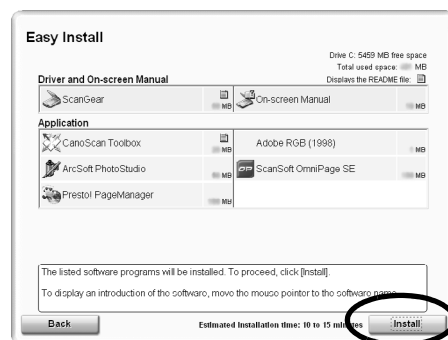 Easy Install
Drive C: 5459 MB free space
Total used space: MB
Driver and On-screen Manual
Displays the README file:
ScanGear
MB
On-screen Manual
MB
Application
CanoScan Toolbox
MB
Adobe RGB (1998)
MB
ArcSoft PhotoStudio
MB
OP
ScanSoft OmniPage SE
MB
Presto! PageManager
MB
The listed software programs will be installed. To proceed, click [Install].
To display an introduction of the software, move the mouse pointer to the software name.
Back
Estimated Installation time: 10 to 15 minutes
Install